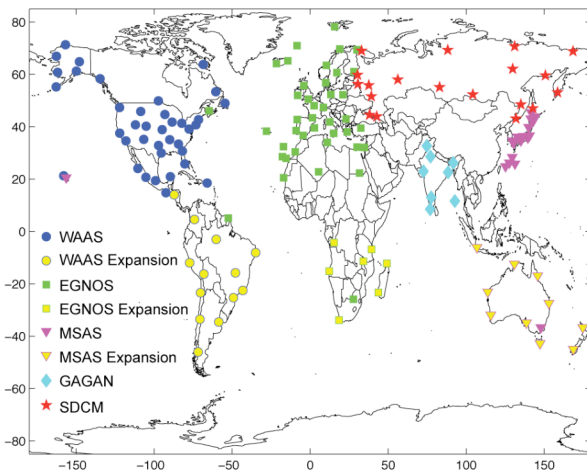 80
60
40
20
0
−20
−40
−60
−80
WAAS
WAAS Expansion
EGNOS
EGNOS Expansion
MSAS
MSAS Expansion
GAGAN
SDCM
−150 −100 −50 0 50 100 150